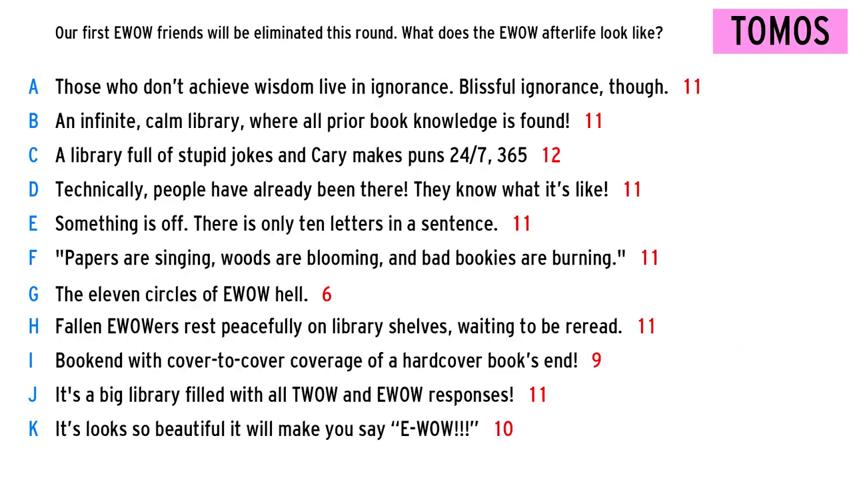 Our first EWOW friends will be eliminated this round. What does the EWOW afterlife look like?
TOMOS
A Those who don't achieve wisdom live in ignorance. Blissful ignorance, though. 11
B An infinite, calm library, where all prior book knowledge is found! 11
C A library full of stupid jokes and Cary makes puns 24/7, 365 12
D Technically, people have already been there! They know what it's like! 11
E Something is off. There is only ten letters in a sentence. 11
F "Papers are singing, woods are blooming, and bad bookies are burning." 11
G The eleven circles of EWOW hell. 6
H Fallen EWOWers rest peacefully on library shelves, waiting to be reread. 11
I Bookend with cover-to-cover coverage of a hardcover book's end! 9
J It's a big library filled with all TWOW and EWOW responses! 11
K It's looks so beautiful it will make you say “E-WOW!!!” 10